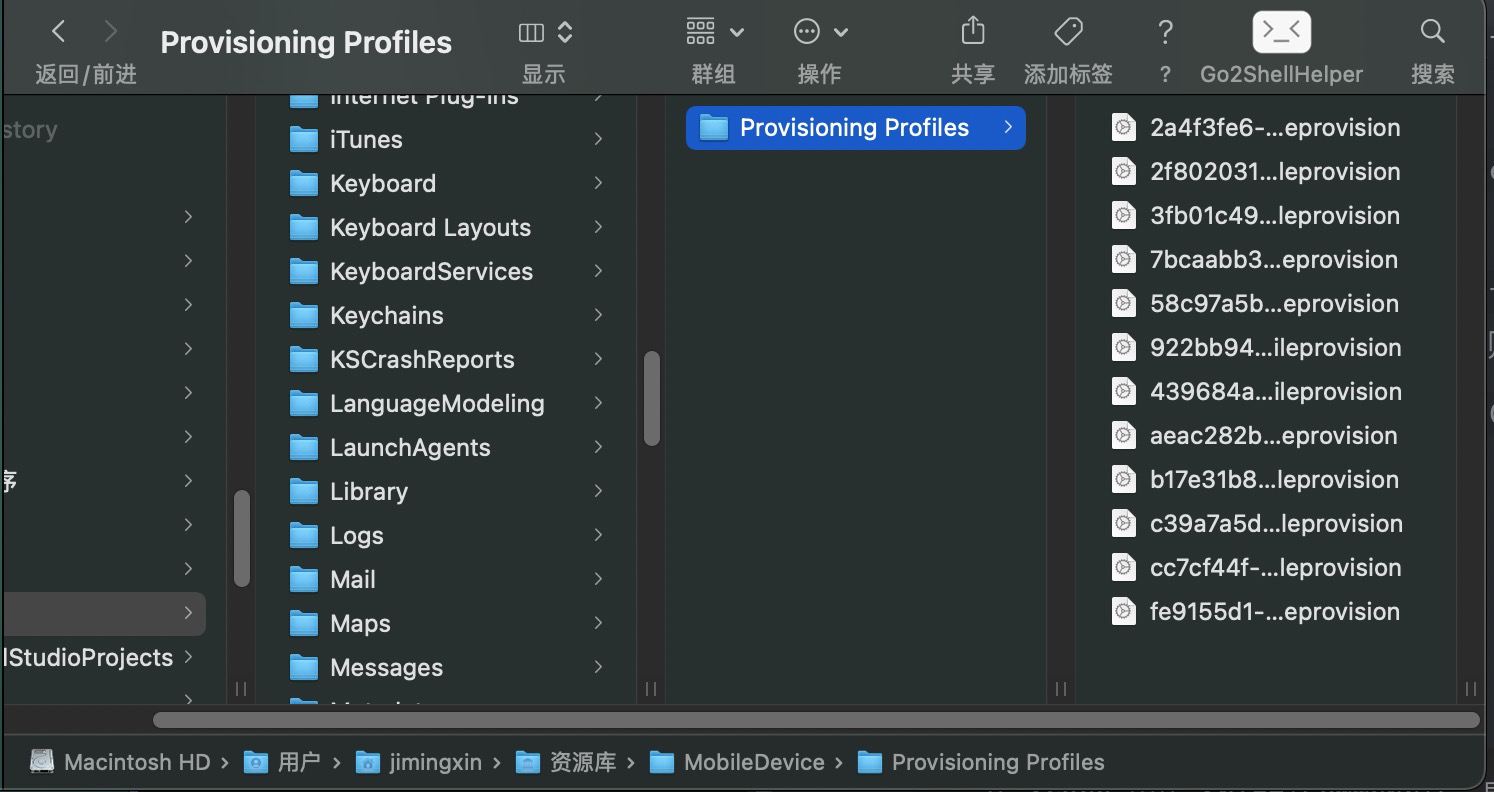 Provisioning Profiles
返回/前进
显示
群组
操作
共享
添加标签
?
Go2ShellHelper
搜索
story
序
lStudioProjects
Internet Plug-Ins
iTunes
Keyboard
Keyboard Layouts
KeyboardServices
Keychains
KSCrashReports
LanguageModeling
LaunchAgents
Library
Logs
Mail
Maps
Messages
Provisioning Profiles
2a4f3fe6-...eprovision
2f802031...leprovision
3fb01c49...leprovision
7bcaabb3...eprovision
58c97a5b...eprovision
922bb94...ileprovision
439684a...ileprovision
aeac282b...eprovision
b17e31b8...leprovision
c39a7a5d...leprovision
cc7cf44f-...leprovision
fe9155d1-...eprovision
Macintosh HD › 用户 › jimingxin › 资源库 › MobileDevice › Provisioning Profiles